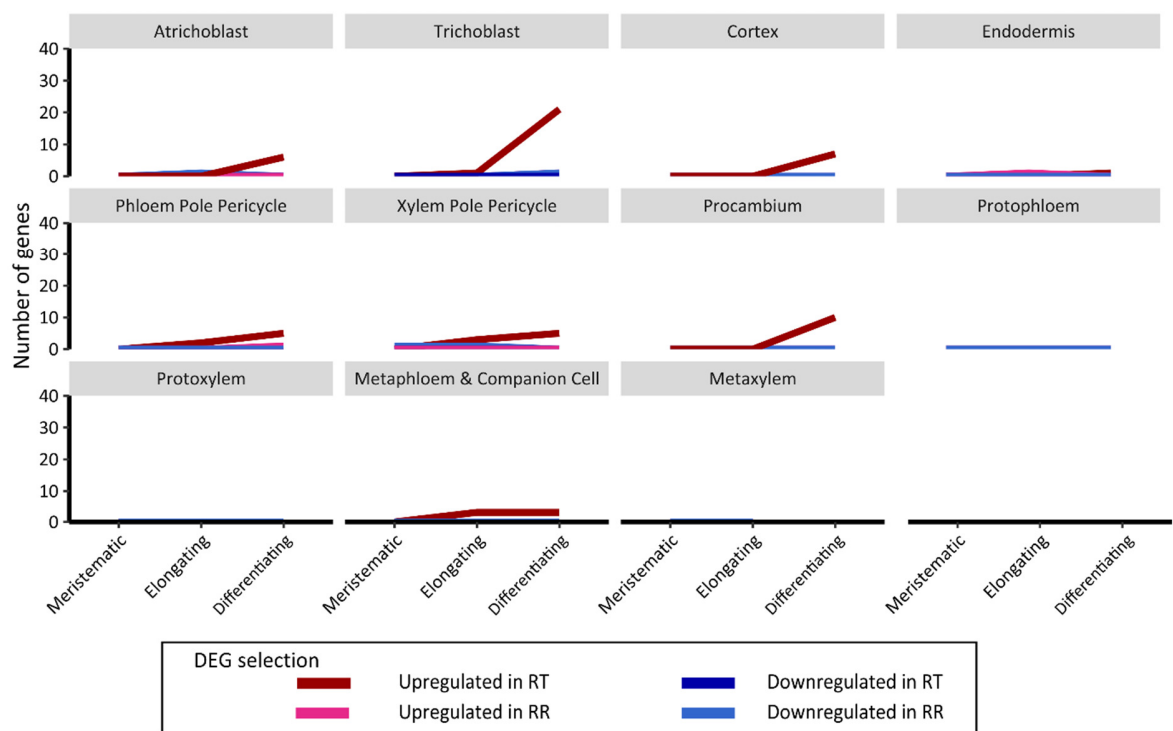 Atrichoblast Trichoblast Cortex Endodermis
40
30
20
10
0
Phloem Pole Pericycle Xylem Pole Pericycle Procambium Protophloem
40
30
20
10
0
Number of genes
Protoxylem Metaphloem & Companion Cell Metaxylem
40
30
20
10
0
Meristematic Elongating Differentiating Meristematic Elongating Differentiating Meristematic Elongating Differentiating Meristematic Elongating Differentiating
DEG selection
Upregulated in RT Downregulated in RT
Upregulated in RR Downregulated in RR